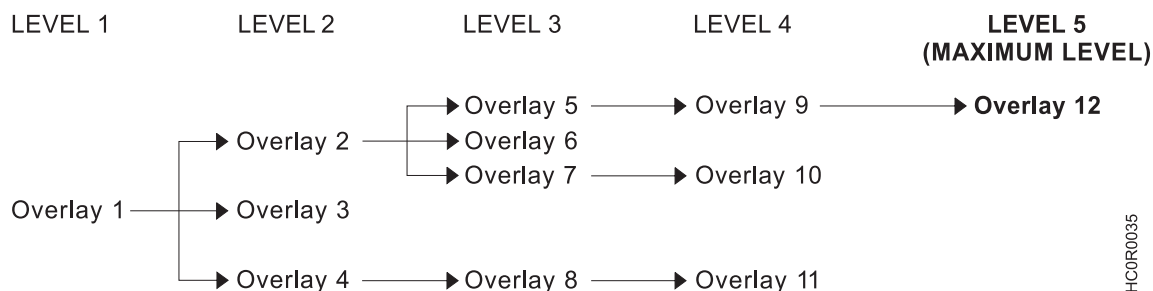 LEVEL 1 LEVEL 2 LEVEL 3 LEVEL 4 LEVEL 5
(MAXIMUM LEVEL)
Overlay 5 Overlay 9 Overlay 12
Overlay 2 Overlay 6
Overlay 7 Overlay 10
Overlay 1 Overlay 3
Overlay 4 Overlay 8 Overlay 11
HC0R0035